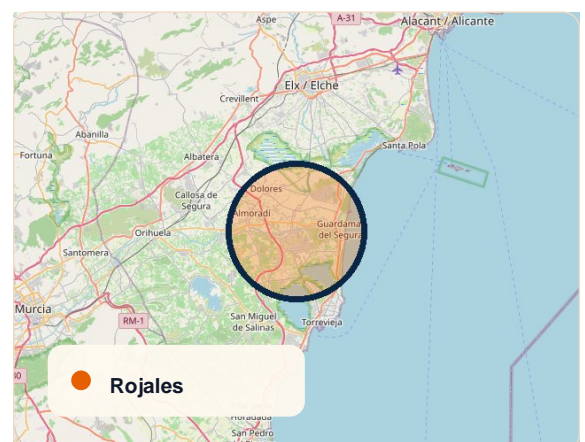 Aspe
A-31
Alacant / Alicante
Elx / Elche
Crevillent
Abanilla
Santa Pola
Fortuna
Albatera
Dolores
Callosa de
Segura
Almoradí
Guardamar
del Segura
Orihuela
Santomera
Murcia
RM-1
San Miguel
de Salinas
Torrevieja
Rojales
San Pedro